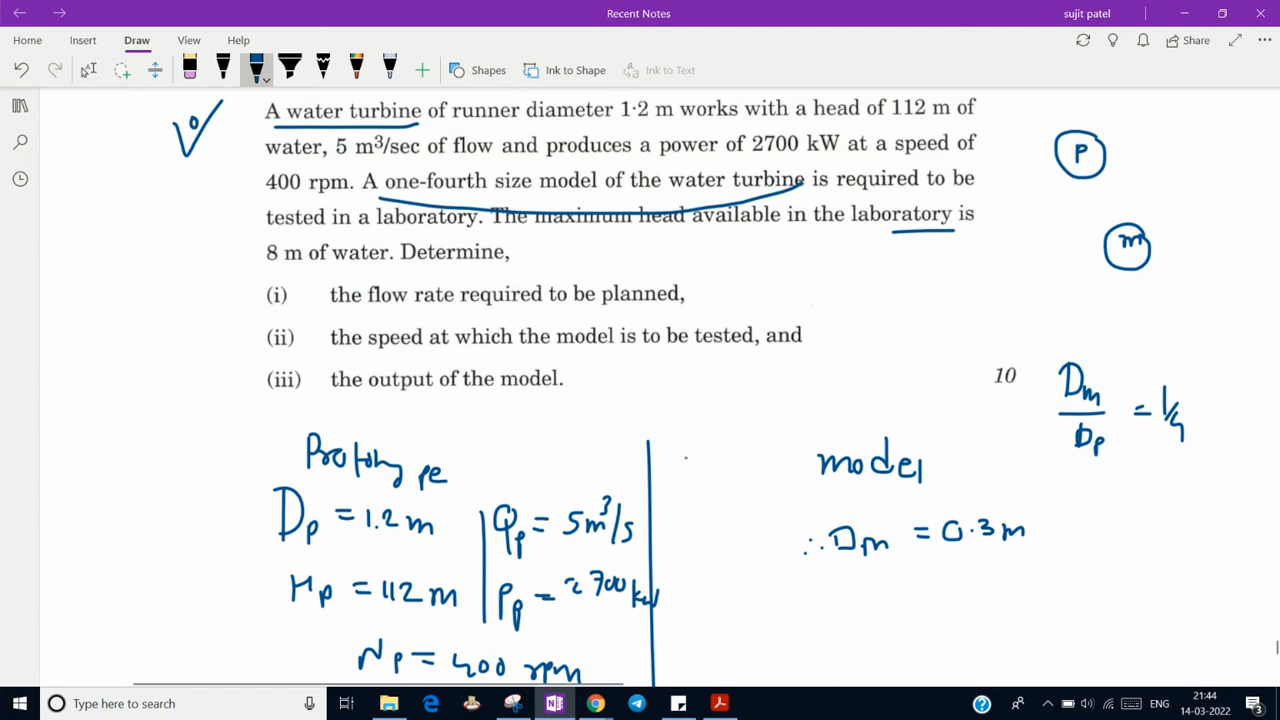 Recent Notes
sujit patel
Home Insert Draw View Help
Share
Shapes
Ink to Shape
Ink to Text
A water turbine of runner diameter 1·2 m works with a head of 112 m of
water, 5 m³/sec of flow and produces a power of 2700 kW at a speed of
400 rpm. A one-fourth size model of the water turbine is required to be
tested in a laboratory. The maximum head available in the laboratory is
8 m of water. Determine,
(i) the flow rate required to be planned,
(ii) the speed at which the model is to be tested, and
(iii) the output of the model.
10
P
m
Dm/Dp = 1/4
Prototype
Dp = 1.2 m
Qp = 5m³/s
Hp = 112 m
Pp = 2700 kW
Np = 400 rpm
model
∴ Dm = 0.3 m
Type here to search
ENG
21:44
14-03-2022
3